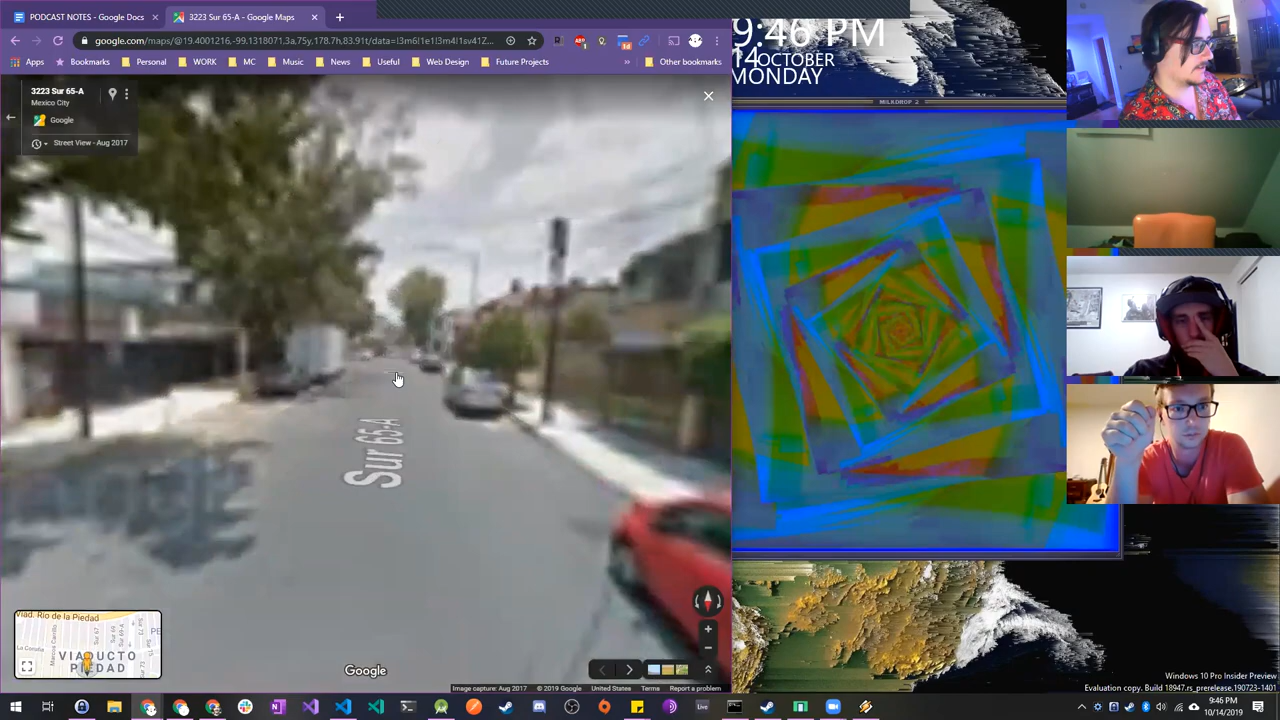 PODCAST NOTES - Google Docs
3223 Sur 65-A - Google Maps
google.com/maps/@19.4001216,-99.1318071,3a,75y,178.7h,83.91t/data=!3m6!1e1!3m4!1sv41Z...
Bookmarks
Personal
WORK
MC
Music
Views
Useful
Web Design
Future Projects
»
Other bookmarks
3223 Sur 65-A
Mexico City
Google
Street View - Aug 2017
Sur 65-A
Viad. Río de la Piedad
VIADUCTO
PIEDAD
Google
Image capture: Aug 2017 © 2019 Google United States Terms Report a problem
9:46 PM
14 OCTOBER
MONDAY
MILKDROP 2
Windows 10 Pro Insider Preview
Evaluation copy. Build 18947.rs_prerelease.190723-1401
Live
9:46 PM
10/14/2019